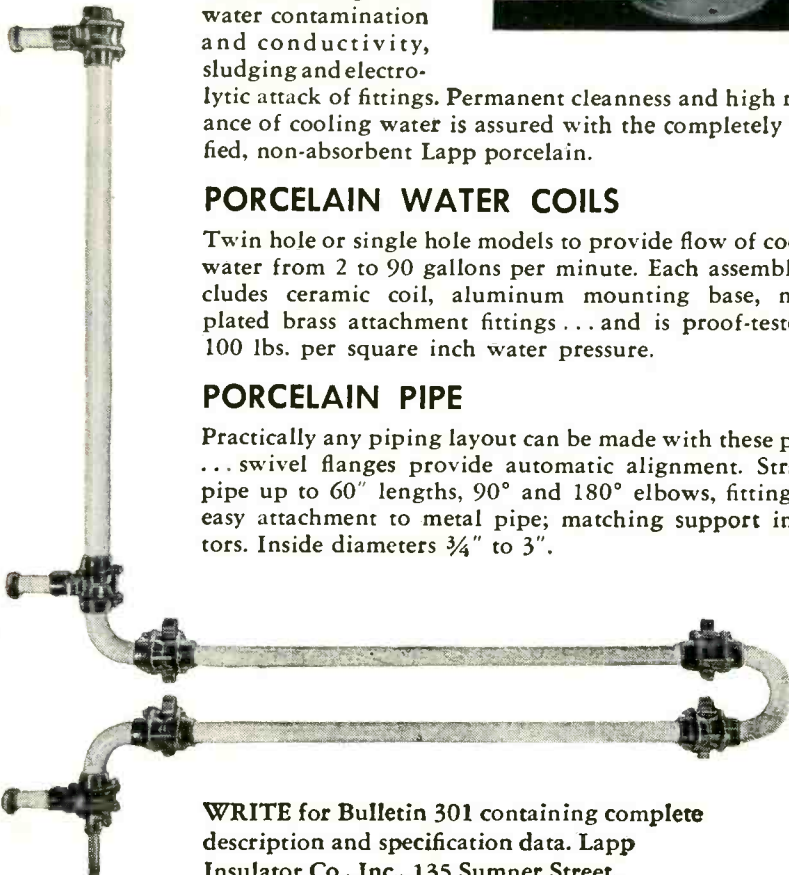 water contamination
and conductivity,
sludging and electro-
lytic attack of fittings. Permanent cleanness and high
ance of cooling water is assured with the completely
fied, non-absorbent Lapp porcelain.
PORCELAIN WATER COILS
Twin hole or single hole models to provide flow of
water from 2 to 90 gallons per minute. Each
cludes ceramic coil, aluminum mounting base,
plated brass attachment fittings ... and is
100 lbs. per square inch water pressure.
PORCELAIN PIPE
Practically any piping layout can be made with these
... swivel flanges provide automatic alignment.
pipe up to 60" lengths, 90° and 180° elbows,
easy attachment to metal pipe; matching support
tors. Inside diameters ¾" to 3".
WRITE for Bulletin 301 containing complete
description and specification data. Lapp
Insulator Co., Inc., 135 Sumner Street,